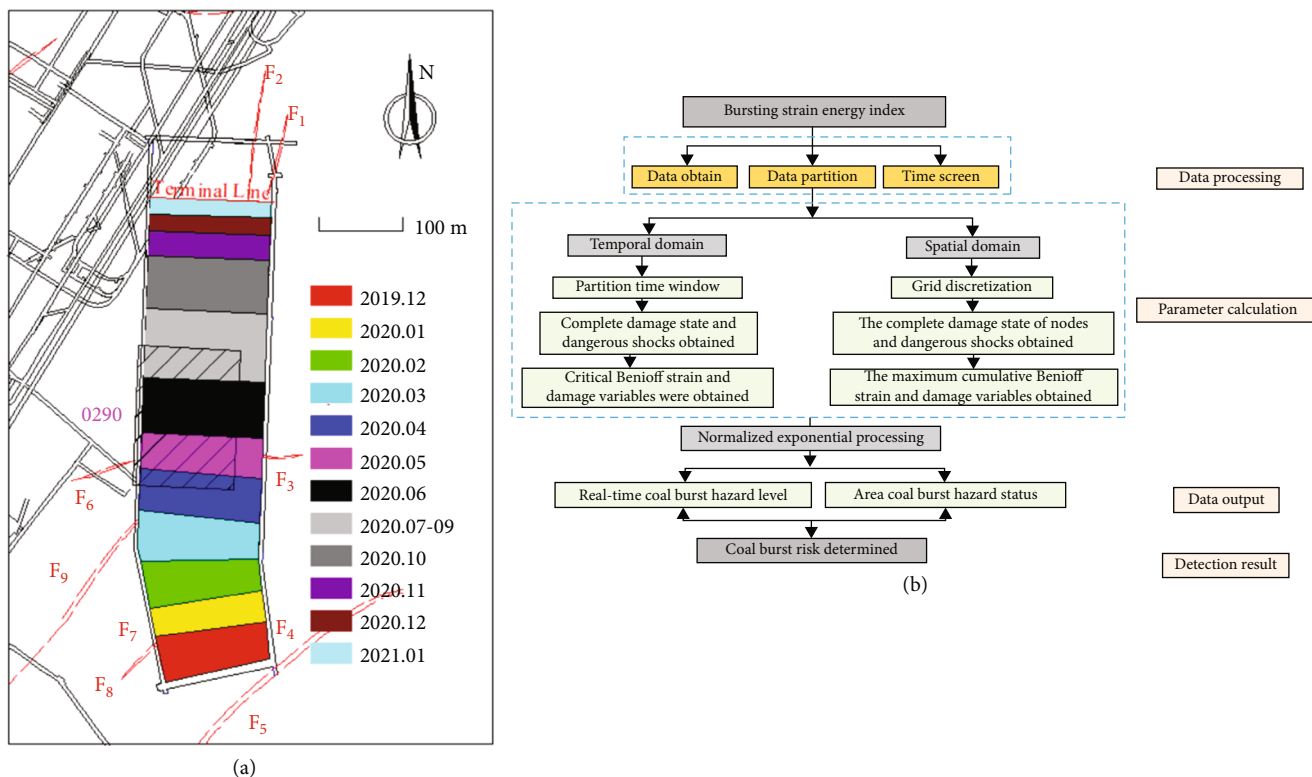 F2
N
F1
Terminal Line
100 m
2019.12
2020.01
2020.02
2020.03
0290
2020.04
2020.05
F3
F6
2020.06
2020.07-09
2020.10
F9
2020.11
F7
F4
2020.12
2021.01
F8
F5
(a)
Bursting strain energy index
Data obtain
Data partition
Time screen
Data processing
Temporal domain
Spatial domain
Partition time window
Grid discretization
Complete damage state and
dangerous shocks obtained
The complete damage state of nodes
and dangerous shocks obtained
Parameter calculation
Critical Benioff strain and
damage variables were obtained
The maximum cumulative Benioff
strain and damage variables obtained
Normalized exponential processing
Real-time coal burst hazard level
Area coal burst hazard status
Data output
Coal burst risk determined
Detection result
(b)